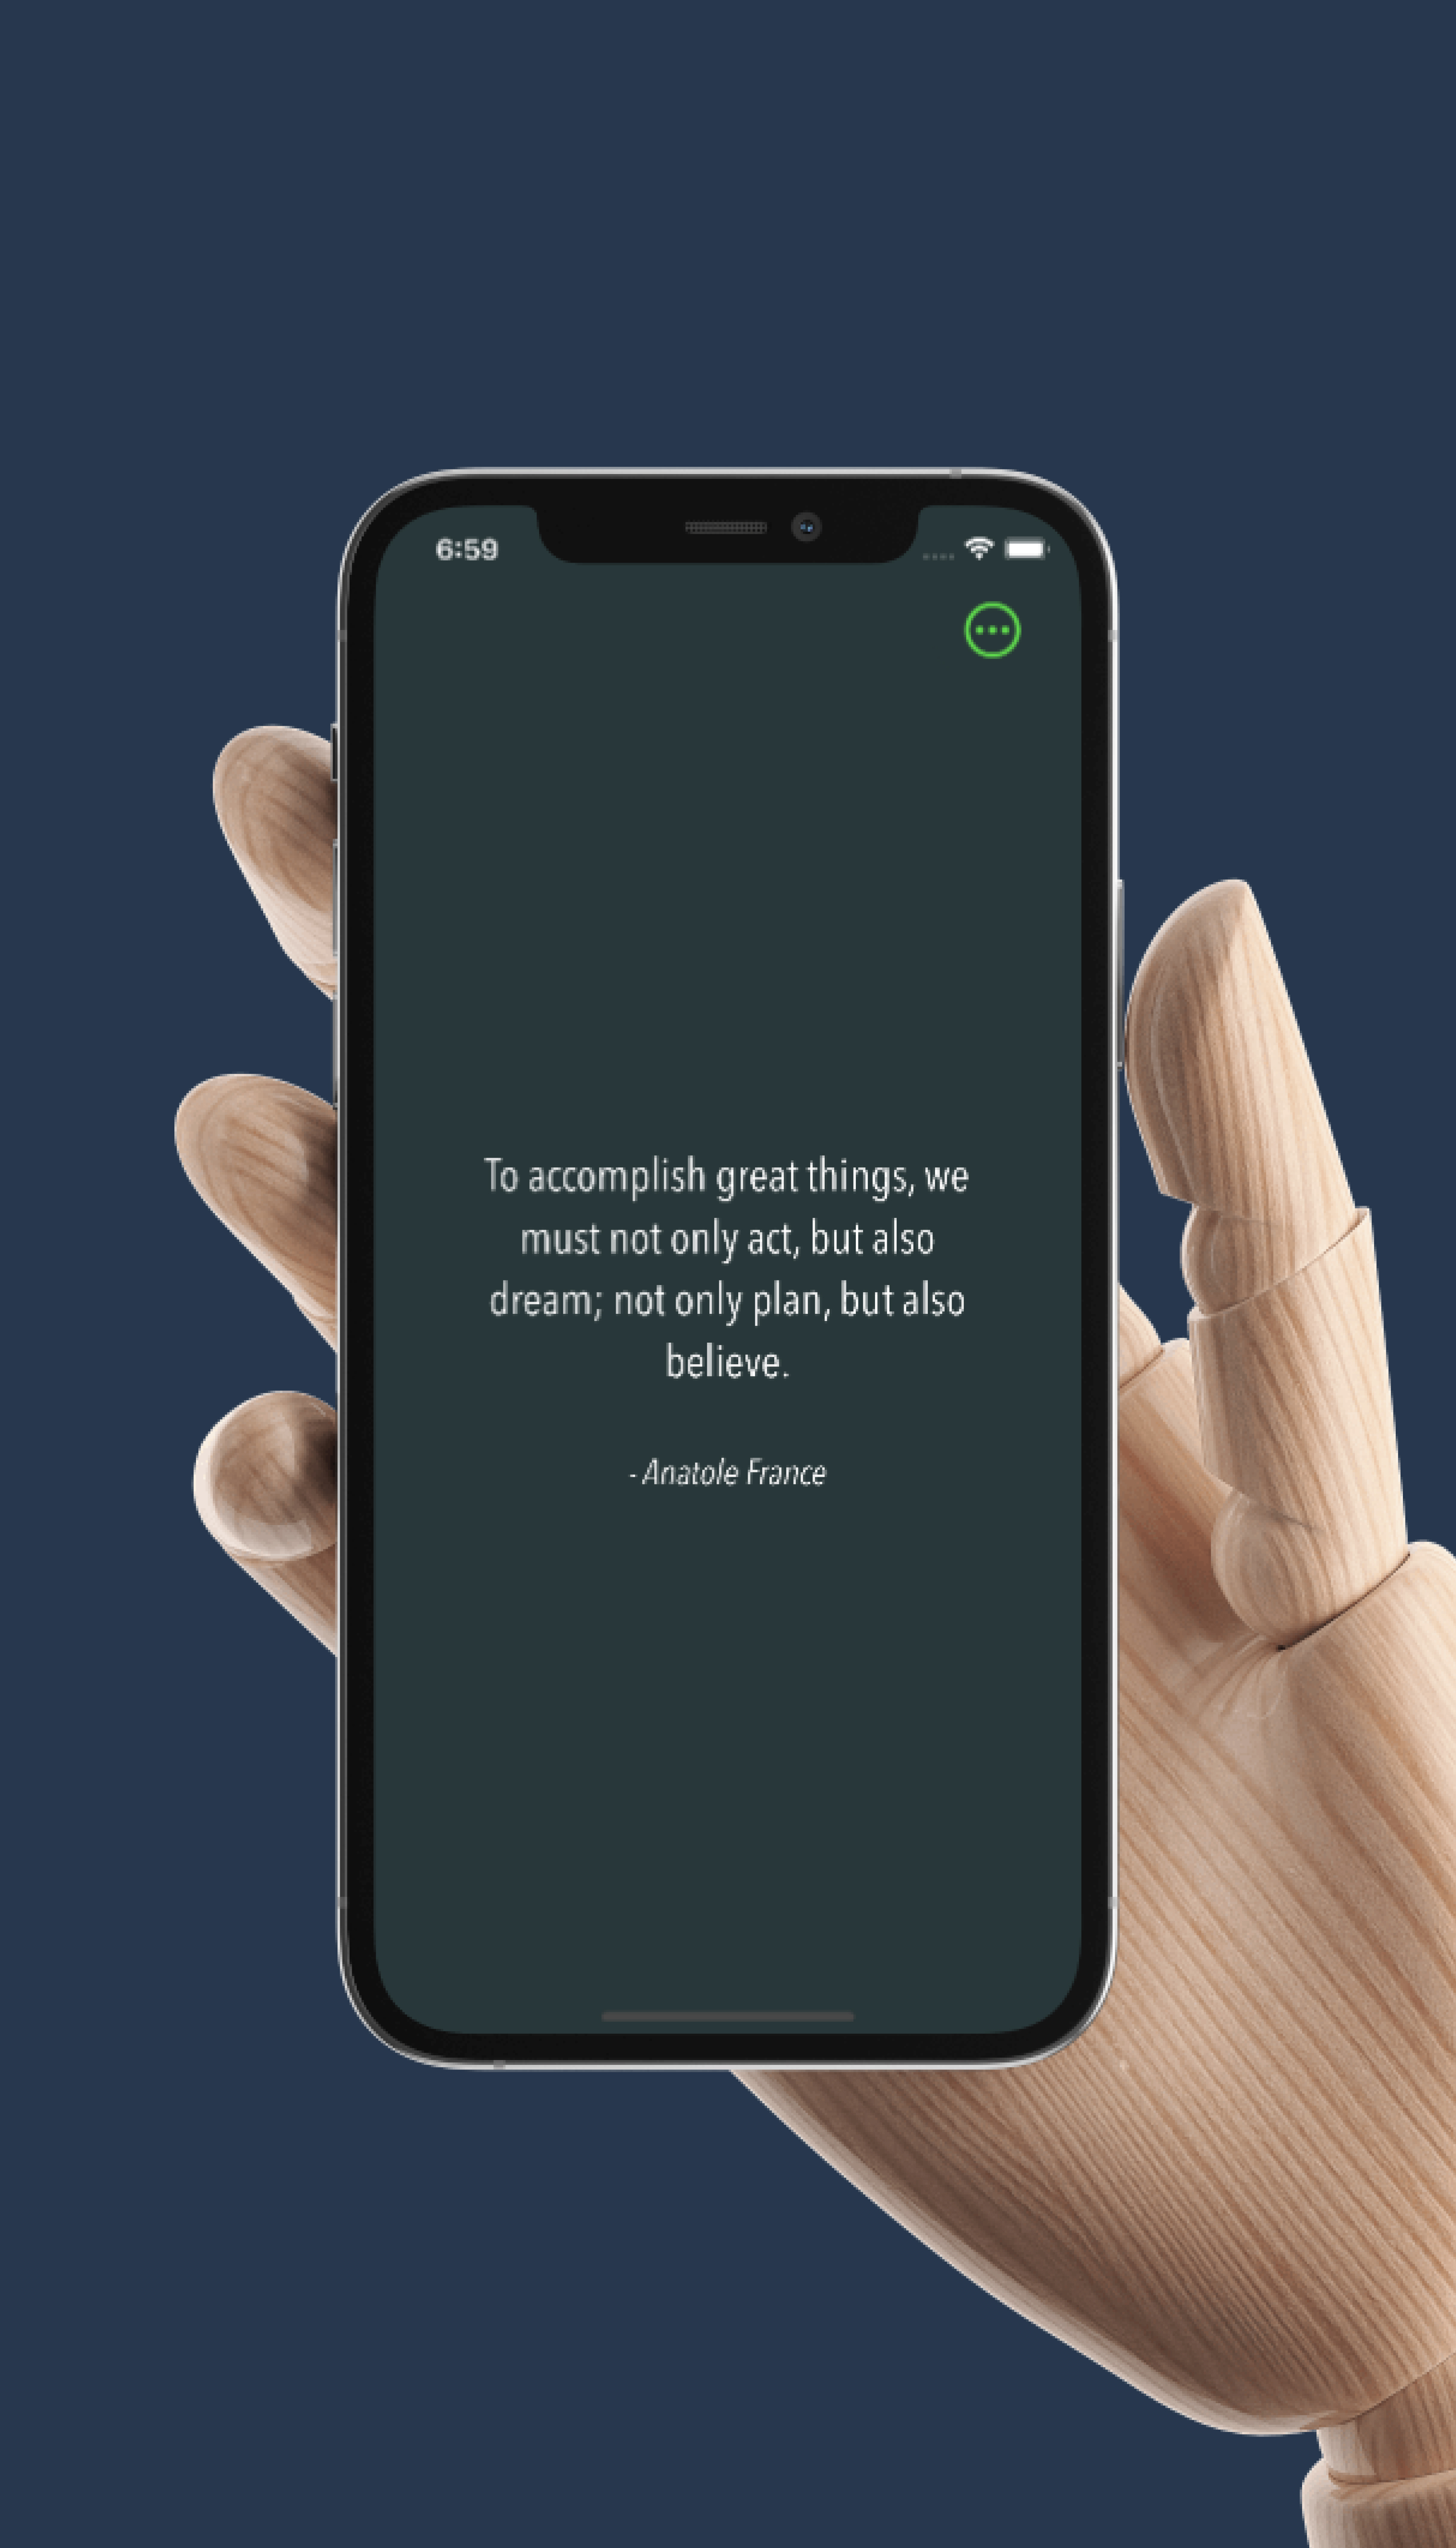 6:59
To accomplish great things, we
must not only act, but also
dream; not only plan, but also
believe.
- Anatole France